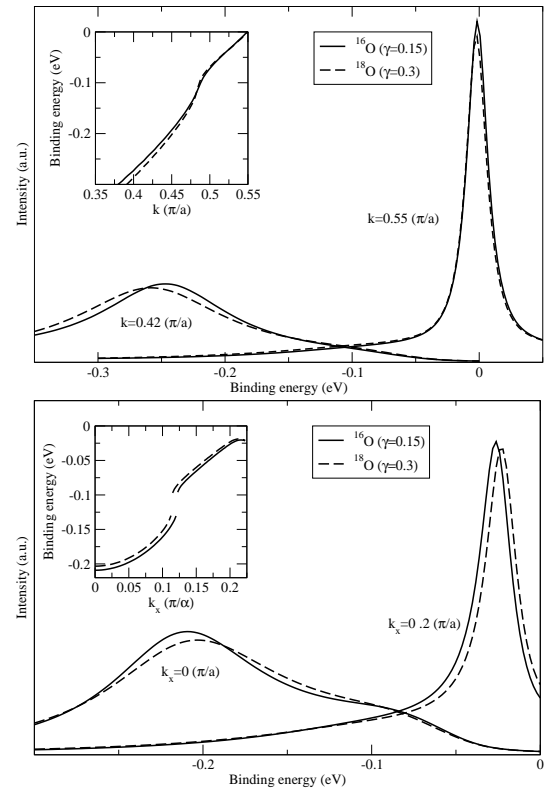 0
-0.1
-0.2
0.35 0.4 0.45 0.5 0.55
k (π/a)
Binding energy (eV)
16O (γ=0.15)
18O (γ=0.3)
Intensity (a.u.)
k=0.55 (π/a)
k=0.42 (π/a)
-0.3 -0.2 -0.1 0
Binding energy (eV)
0
-0.05
-0.1
-0.15
-0.2
0 0.05 0.1 0.15 0.2
kx (π/α)
Binding energy (eV)
16O (γ=0.15)
18O (γ=0.3)
Intensity (a.u.)
kx=0 .2 (π/a)
kx=0 (π/a)
-0.2 -0.1 0
Binding energy (eV)